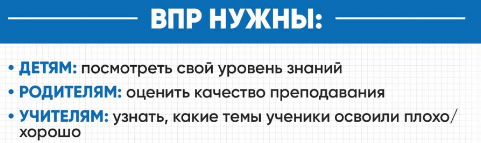 ВПР НУЖНЫ:
• ДЕТЯМ: посмотреть свой уровень знаний
• РОДИТЕЛЯМ: оценить качество преподавания
• УЧИТЕЛЯМ: узнать, какие темы ученики освоили плохо/
хорошо